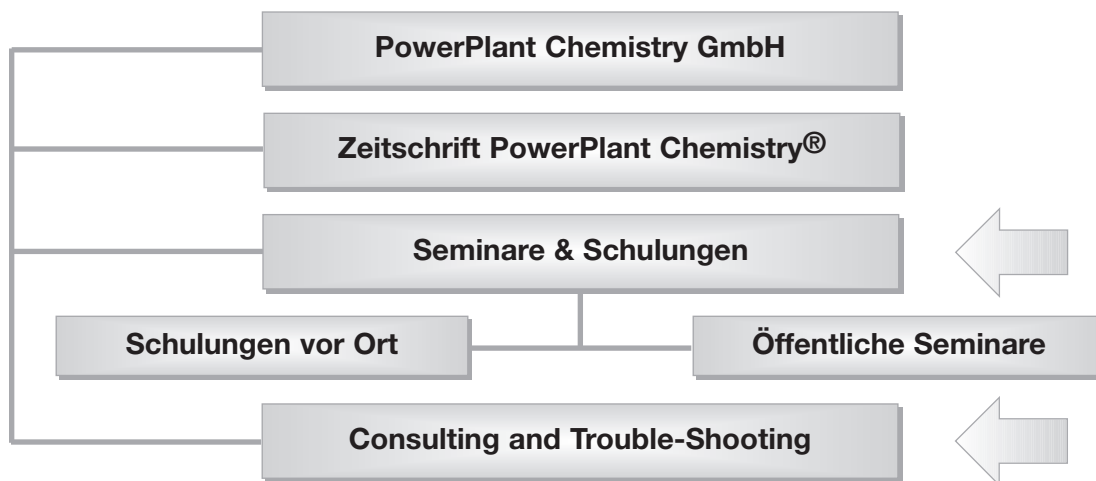 PowerPlant Chemistry GmbH
Zeitschrift PowerPlant Chemistry®
Seminare & Schulungen
Schulungen vor Ort
Öffentliche Seminare
Consulting and Trouble-Shooting